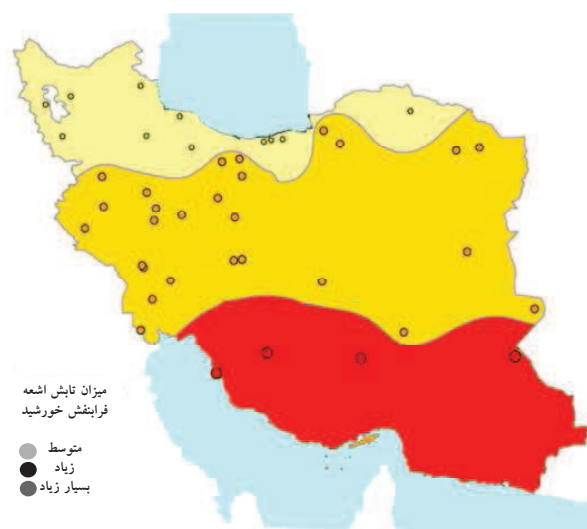 میزان تابش اشعه
فرابنفش خورشید
متوسط
زیاد
بسیار زیاد